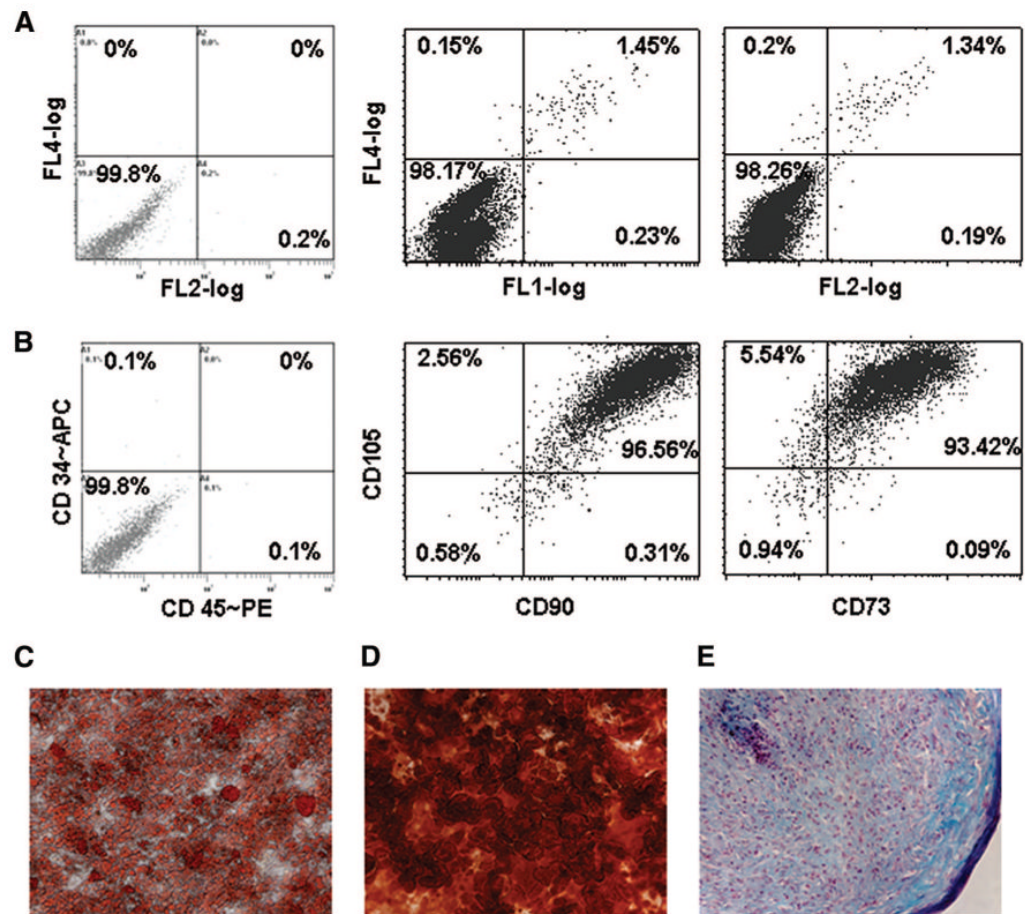 A
0%
0%
99.8%
0.2%
FL4-log
FL2-log
0.15%
1.45%
98.17%
0.23%
FL4-log
FL1-log
0.2%
1.34%
98.26%
0.19%
FL2-log
B
0.1%
0%
99.8%
0.1%
CD 34~APC
CD 45~PE
2.56%
96.56%
0.58%
0.31%
CD105
CD90
5.54%
93.42%
0.94%
0.09%
CD73
C
D
E